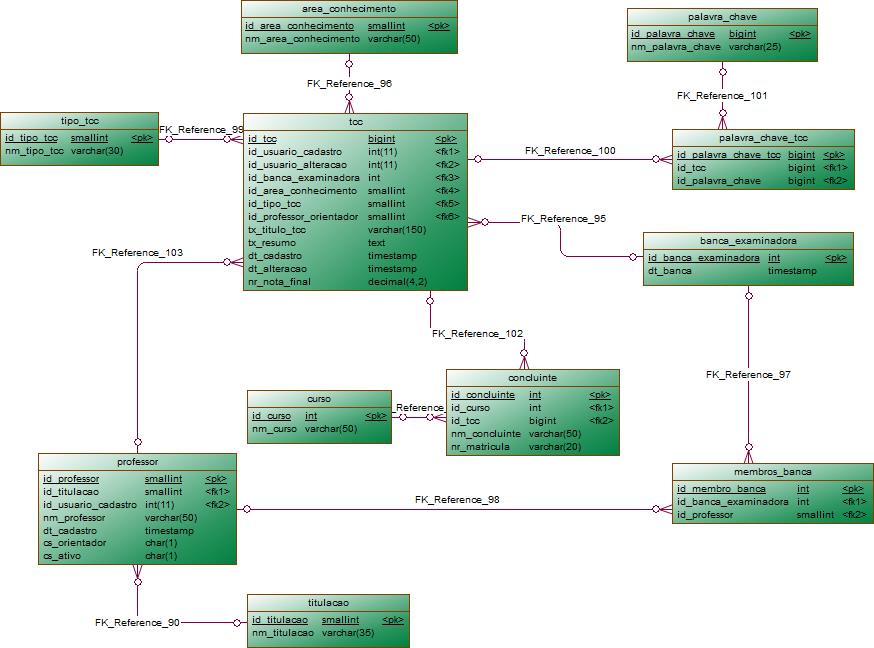 area_conhecimento
id_area_conhecimento smallint <pk>
nm_area_conhecimento varchar(50)
palavra_chave
id_palavra_chave bigint <pk>
nm_palavra_chave varchar(25)
FK_Reference_96
FK_Reference_101
tipo_tcc
id_tipo_tcc smallint <pk>
nm_tipo_tcc varchar(30)
FK_Reference_99
tcc
id_tcc bigint <pk>
id_usuario_cadastro int(11) <fk1>
id_usuario_alteracao int(11) <fk2>
id_banca_examinadora int <fk3>
id_area_conhecimento smallint <fk4>
id_tipo_tcc smallint <fk5>
id_professor_orientador smallint <fk6>
tx_titulo_tcc varchar(150)
tx_resumo text
dt_cadastro timestamp
dt_alteracao timestamp
nr_nota_final decimal(4,2)
FK_Reference_100
palavra_chave_tcc
id_palavra_chave_tcc bigint <pk>
id_tcc bigint <fk1>
id_palavra_chave bigint <fk2>
FK_Reference_95
banca_examinadora
id_banca_examinadora int <pk>
dt_banca timestamp
FK_Reference_103
FK_Reference_102
FK_Reference_97
curso
id_curso int <pk>
nm_curso varchar(50)
_Reference_
concluinte
id_concluinte int <pk>
id_curso int <fk1>
id_tcc bigint <fk2>
nm_concluinte varchar(50)
nr_matricula varchar(20)
professor
id_professor smallint <pk>
id_titulacao smallint <fk1>
id_usuario_cadastro int(11) <fk2>
nm_professor varchar(50)
dt_cadastro timestamp
cs_orientador char(1)
cs_ativo char(1)
FK_Reference_98
membros_banca
id_membro_banca int <pk>
id_banca_examinadora int <fk1>
id_professor smallint <fk2>
FK_Reference_90
titulacao
id_titulacao smallint <pk>
nm_titulacao varchar(35)